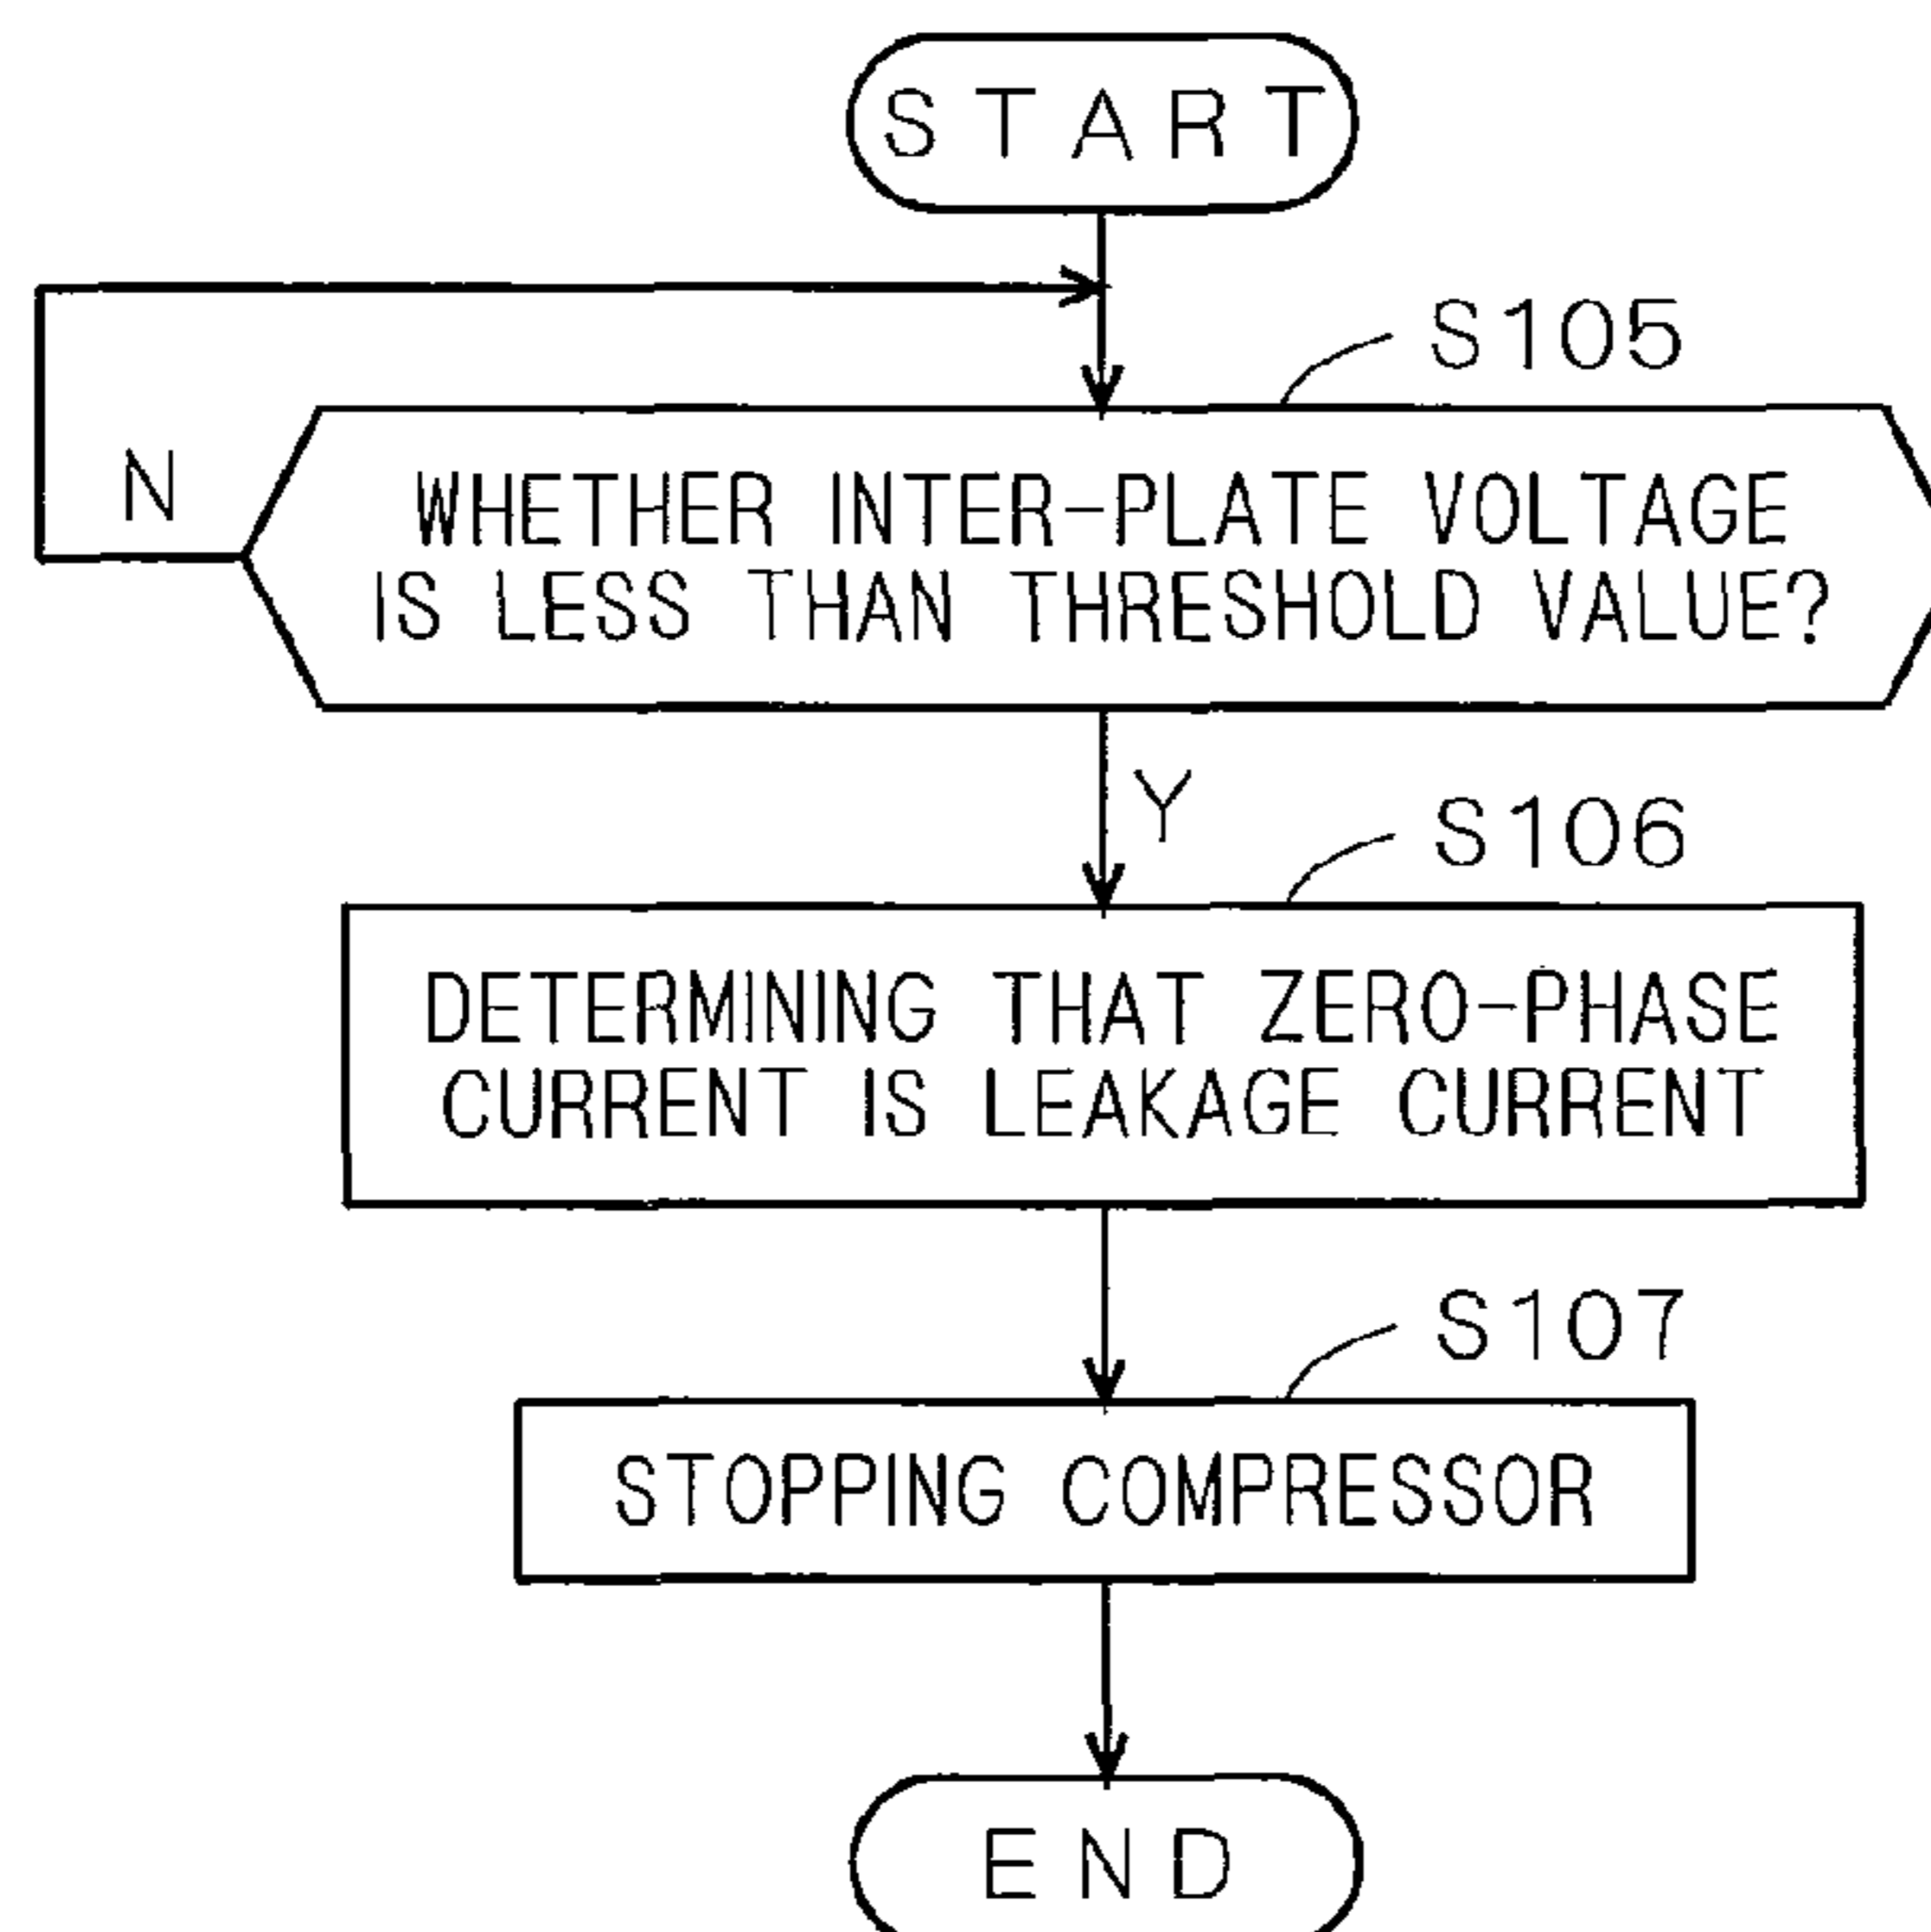 START
S105
N
WHETHER INTER-PLATE VOLTAGE
IS LESS THAN THRESHOLD VALUE?
Y
S106
DETERMINING THAT ZERO-PHASE
CURRENT IS LEAKAGE CURRENT
S107
STOPPING COMPRESSOR
END